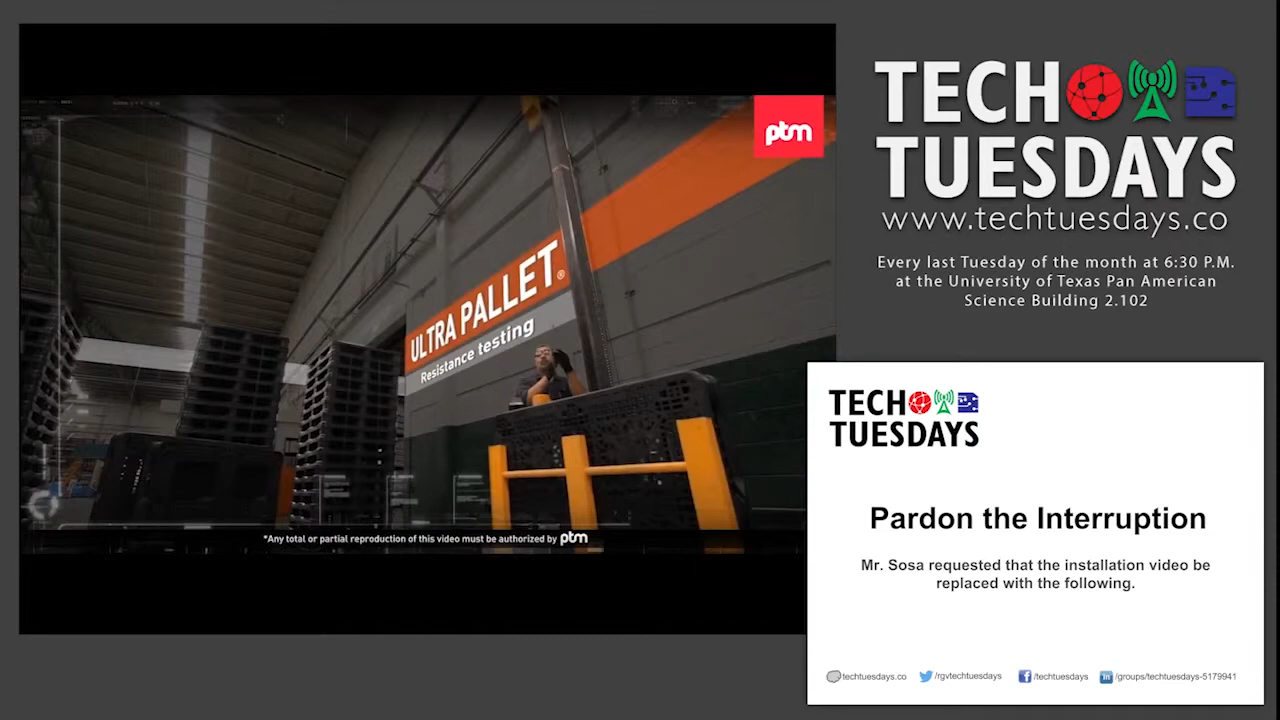 ptm
ULTRA PALLET®
Resistance testing
*Any total or partial reproduction of this video must be authorized by ptm
TECH
TUESDAYS
www.techtuesdays.co
Every last Tuesday of the month at 6:30 P.M.
at the University of Texas Pan American
Science Building 2.102
TECH
TUESDAYS
Pardon the Interruption
Mr. Sosa requested that the installation video be
replaced with the following.
techtuesdays.co /rgvtechtuesdays /techtuesdays /groups/techtuesdays-5179941